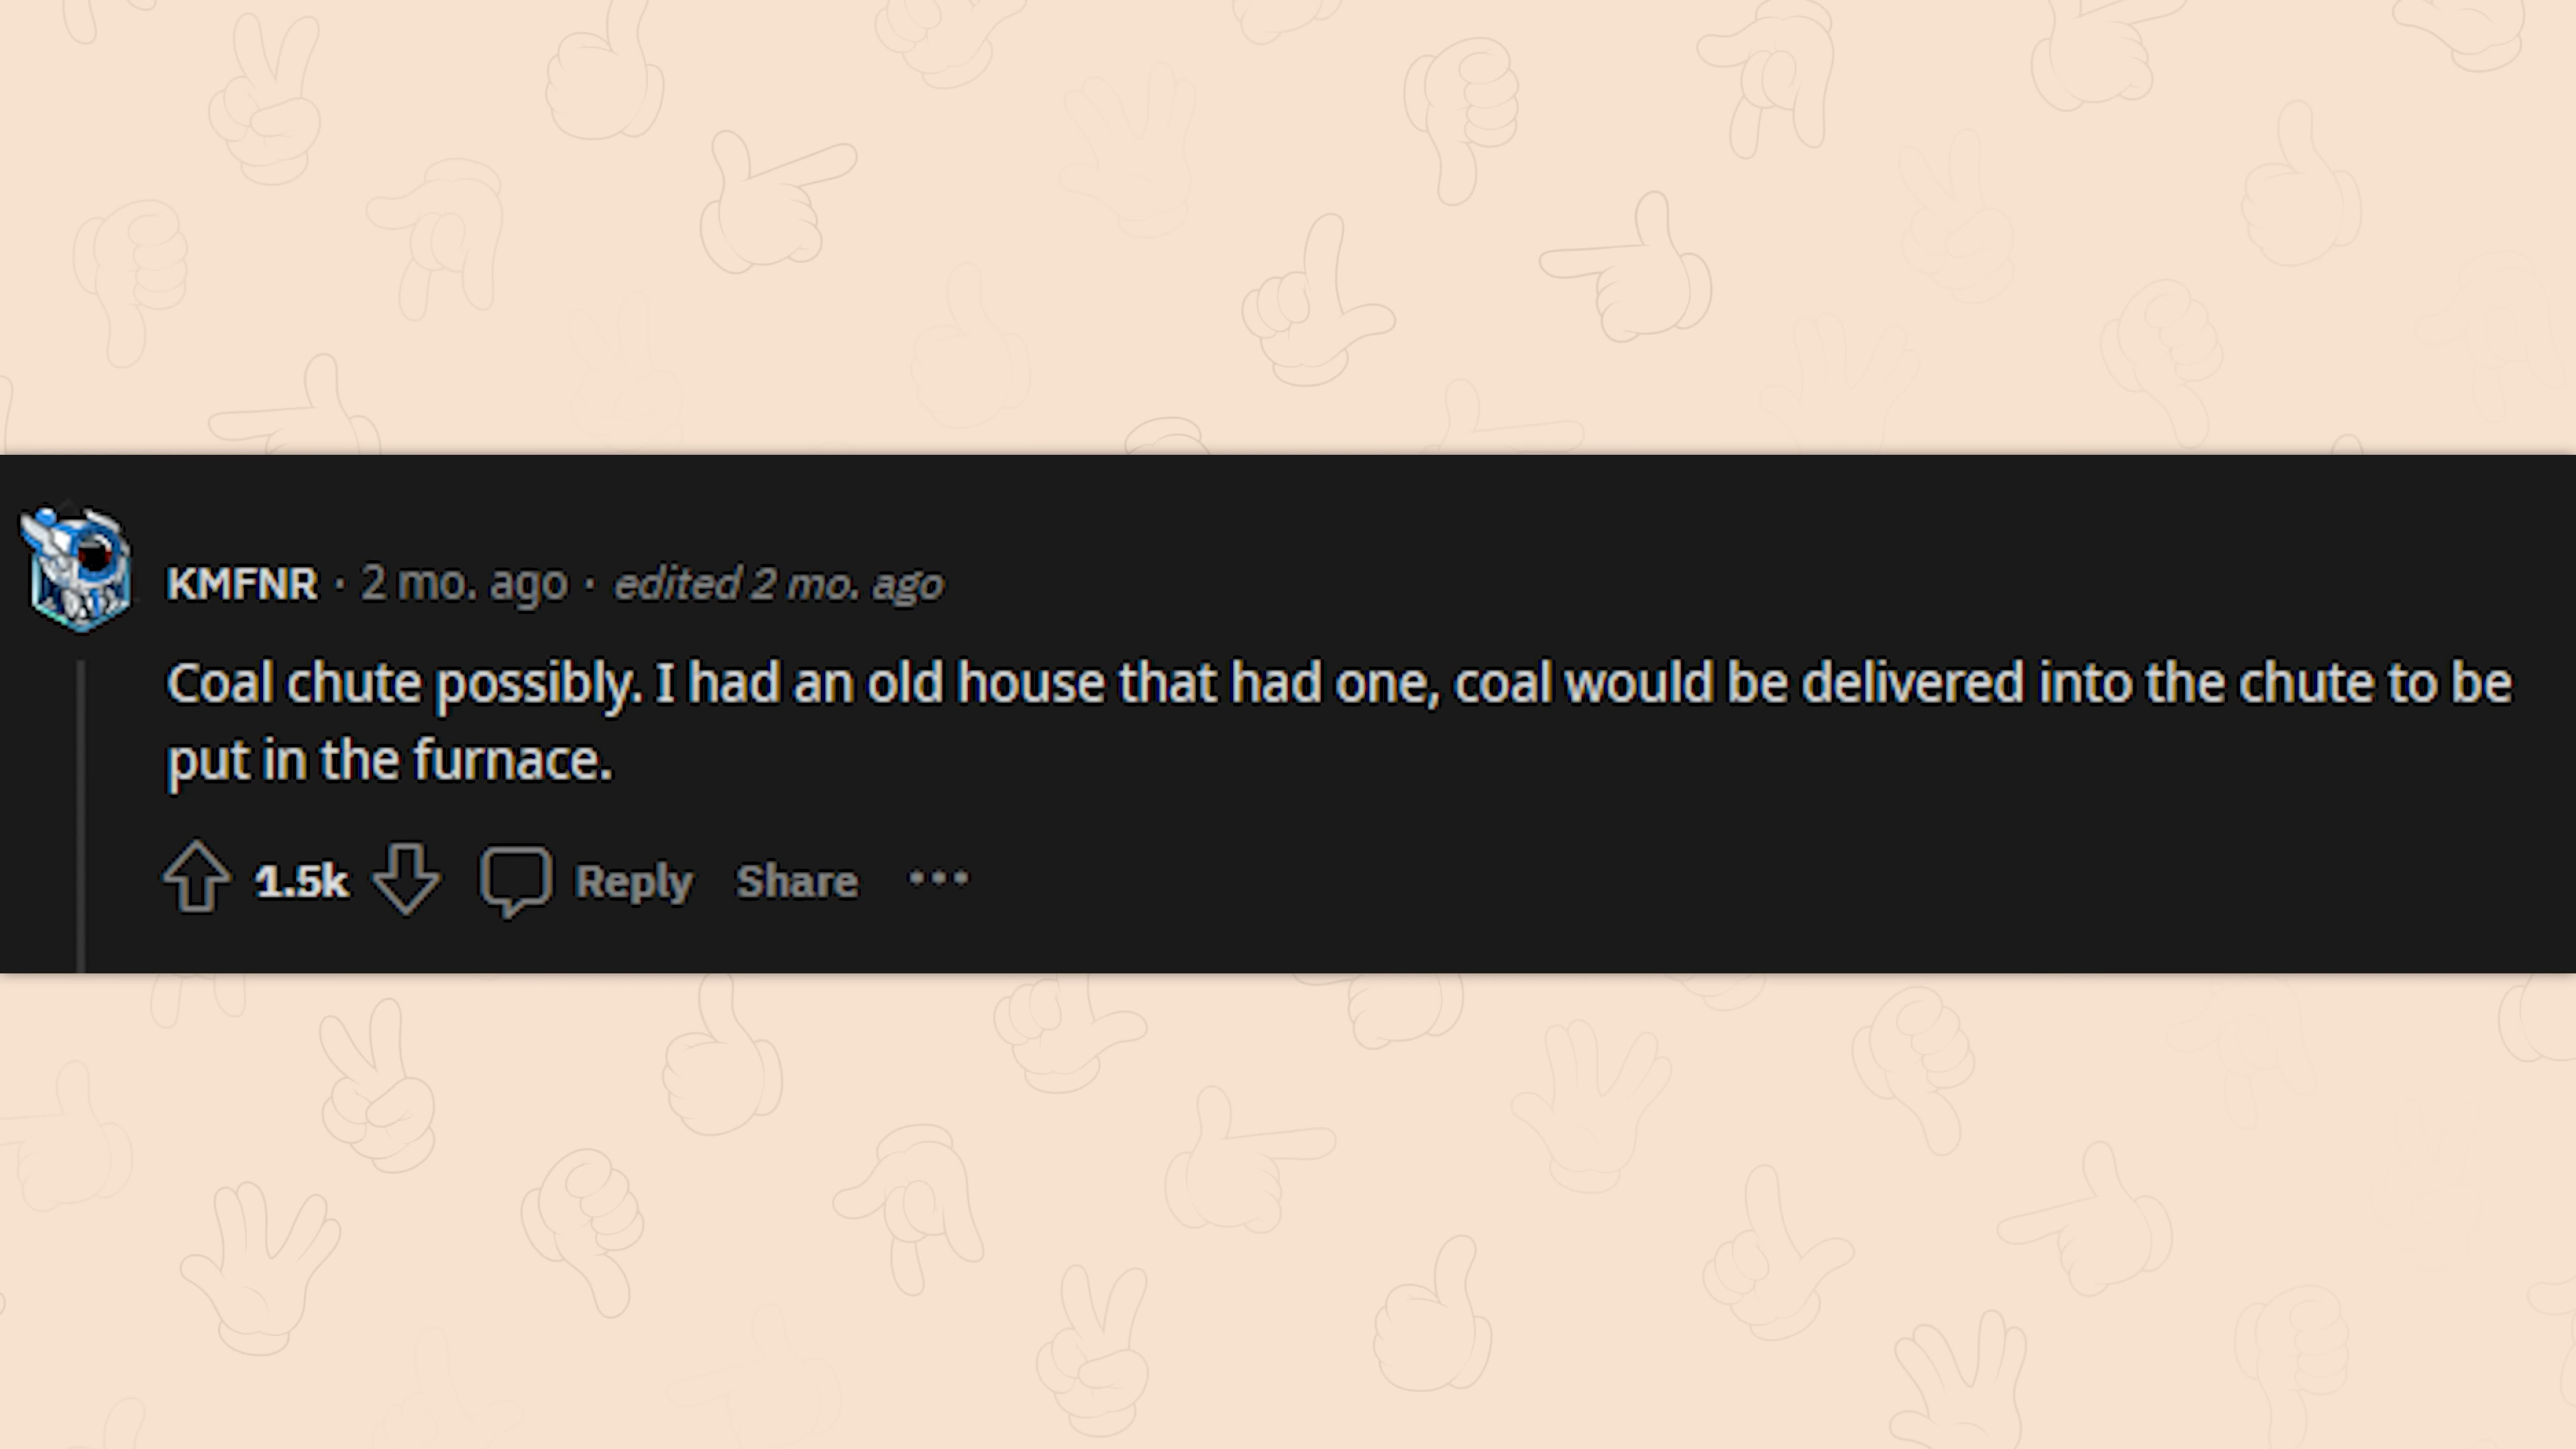 KMFNR · 2 mo. ago · edited 2 mo. ago
Coal chute possibly. I had an old house that had one, coal would be delivered into the chute to be
put in the furnace.
1.5k Reply Share ···